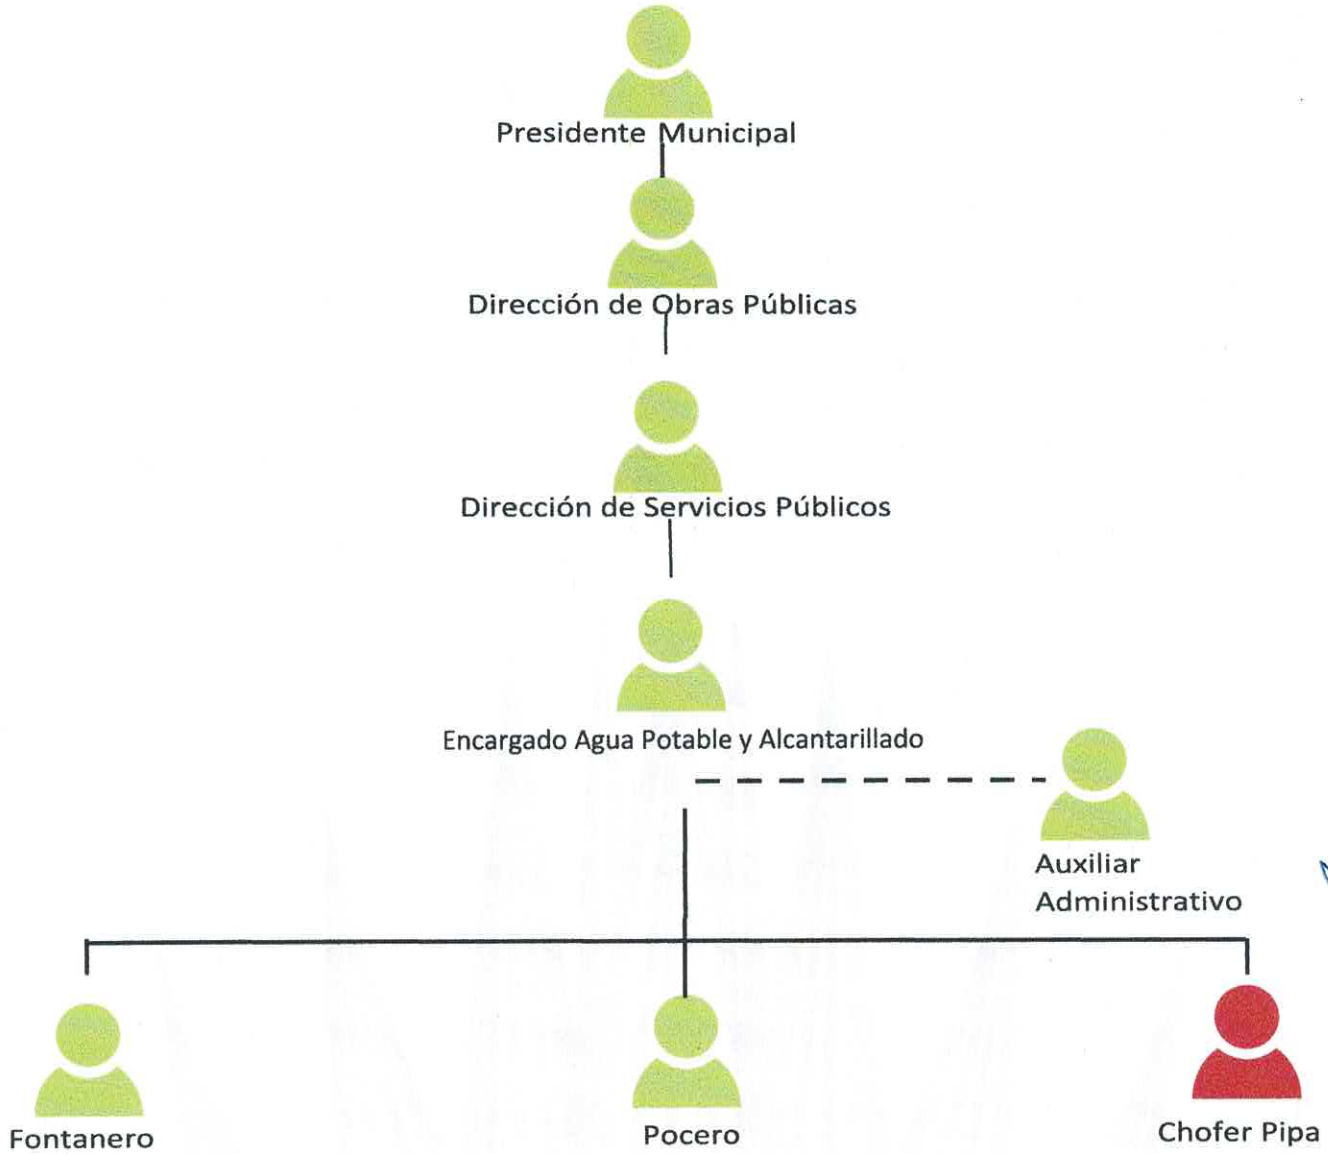 Presidente Municipal
Dirección de Obras Públicas
Dirección de Servicios Públicos
Encargado Agua Potable y Alcantarillado
Auxiliar
Administrativo
Fontanero
Pocero
Chofer Pipa